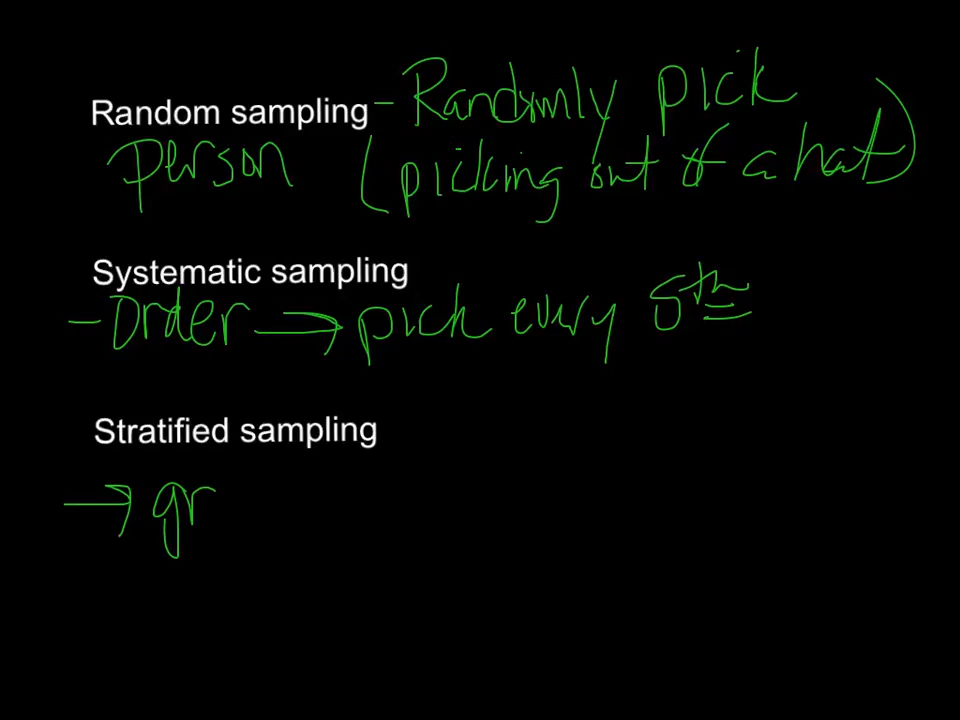 Random sampling - Randomly pick
person (picking out of a hat)
Systematic sampling
- Order → pick every 5th
Stratified sampling
→ gr